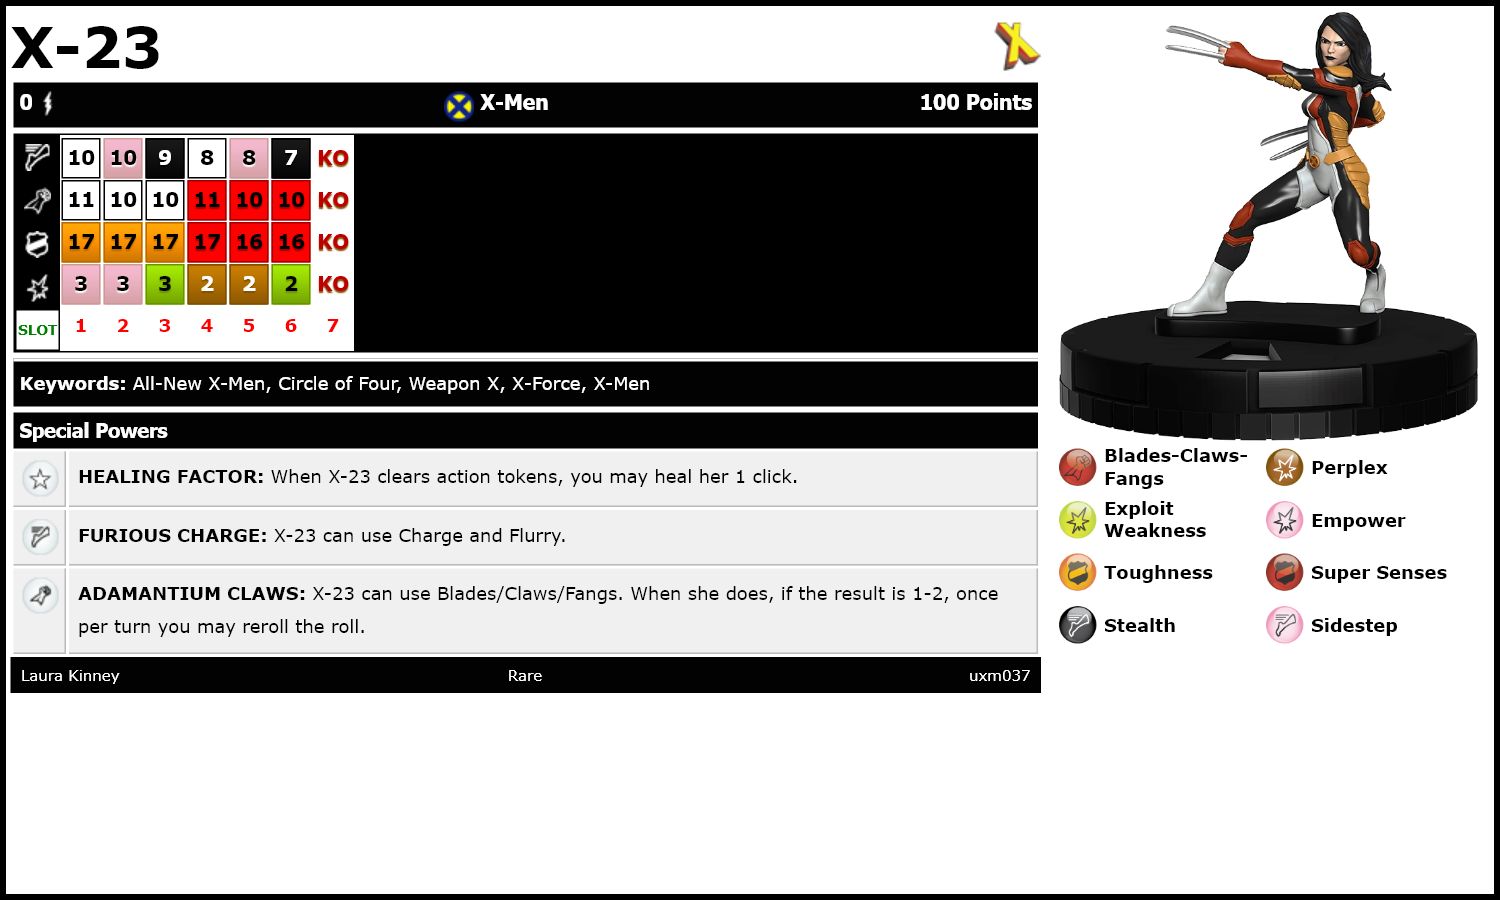 X-23
0 X-Men 100 Points
10 10 9 8 8 7 KO
11 10 10 11 10 10 KO
17 17 17 17 16 16 KO
3 3 3 2 2 2 KO
SLOT 1 2 3 4 5 6 7
Keywords: All-New X-Men, Circle of Four, Weapon X, X-Force, X-Men
Special Powers
HEALING FACTOR: When X-23 clears action tokens, you may heal her 1 click.
FURIOUS CHARGE: X-23 can use Charge and Flurry.
ADAMANTIUM CLAWS: X-23 can use Blades/Claws/Fangs. When she does, if the result is 1-2, once
per turn you may reroll the roll.
Laura Kinney Rare uxm037
Blades-Claws-
Fangs
Perplex
Exploit
Weakness
Empower
Toughness
Super Senses
Stealth
Sidestep